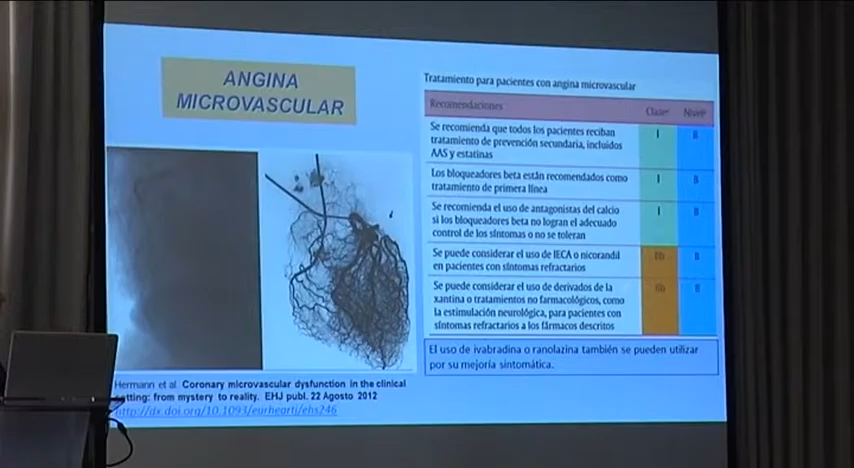 ANGINA
MICROVASCULAR
Tratamiento para pacientes con angina microvascular
Recomendaciones Claseª Nivelᵇ
Se recomienda que todos los pacientes reciban
tratamiento de prevención secundaria, incluidos
AAS y estatinas
I B
Los bloqueadores beta están recomendados como
tratamiento de primera línea
I B
Se recomienda el uso de antagonistas del calcio
si los bloqueadores beta no logran el adecuado
control de los síntomas o no se toleran
I B
Se puede considerar el uso de IECA o nicorandil
en pacientes con síntomas refractarios
IIb B
Se puede considerar el uso de derivados de la
xantina o tratamientos no farmacológicos, como
la estimulación neurológica, para pacientes con
síntomas refractarios a los fármacos descritos
IIb B
El uso de ivabradina o ranolazina también se pueden utilizar
por su mejoría sintomática.
Hermann et al. Coronary microvascular dysfunction in the clinical
setting: from mystery to reality. EHJ publ. 22 Agosto 2012
http://dx.doi.org/10.1093/eurheartj/ehs246